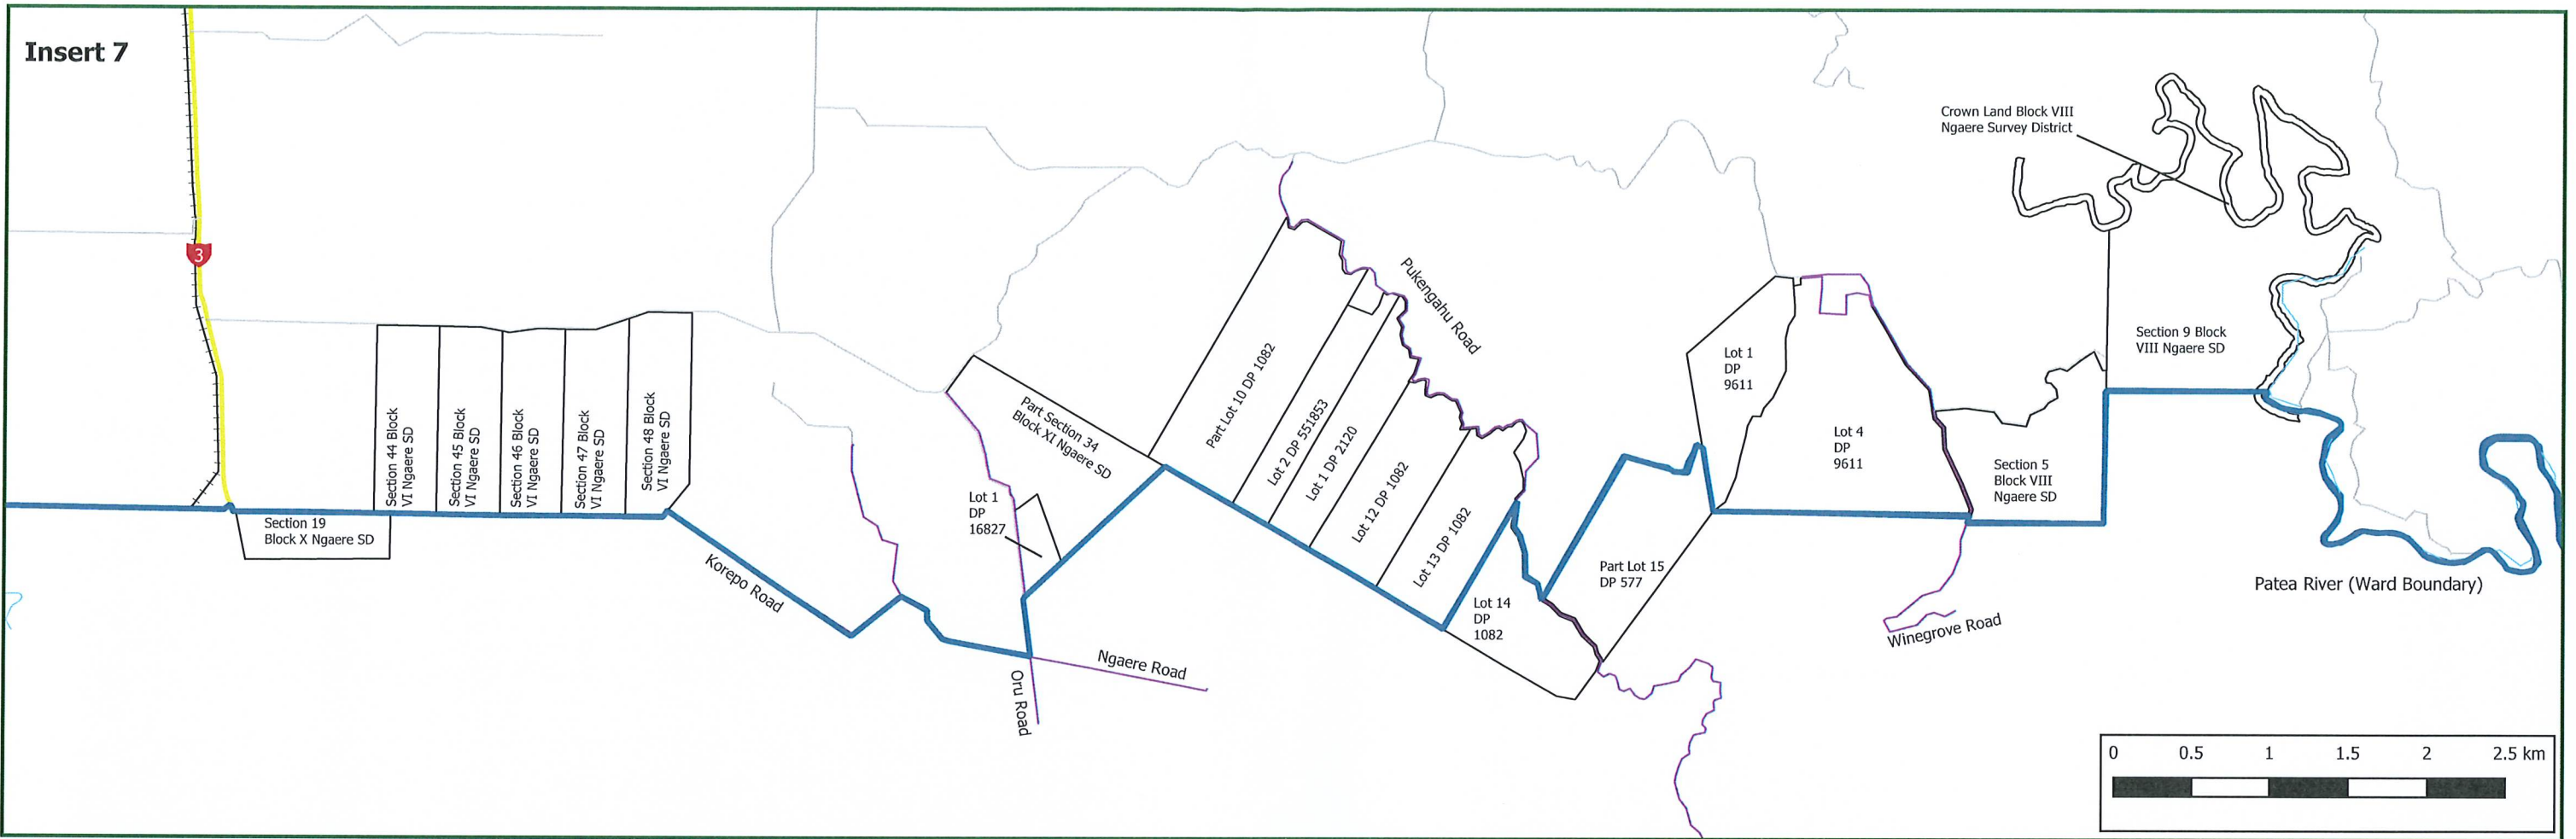 Insert 7
3
Section 44 Block
VI Ngaere SD
Section 45 Block
VI Ngaere SD
Section 46 Block
VI Ngaere SD
Section 47 Block
VI Ngaere SD
Section 48 Block
VI Ngaere SD
Section 19
Block X Ngaere SD
Korepo Road
Lot 1
DP
16827
Oru Road
Ngaere Road
Part Section 34
Block XI Ngaere SD
Part Lot 10 DP 1082
Lot 2 DP 551853
Lot 1 DP 2120
Lot 12 DP 1082
Lot 13 DP 1082
Pukengahu Road
Lot 14
DP
1082
Part Lot 15
DP 577
Lot 1
DP
9611
Lot 4
DP
9611
Winegrove Road
Section 5
Block VIII
Ngaere SD
Crown Land Block VIII
Ngaere Survey District
Section 9 Block
VIII Ngaere SD
Patea River (Ward Boundary)
0 0.5 1 1.5 2 2.5 km